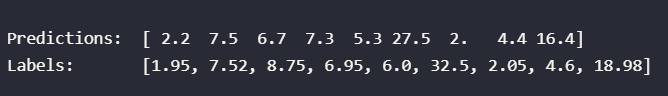 Predictions:  [ 2.2  7.5  6.7  7.3  5.3 27.5  2.   4.4 16.4]
Labels:       [1.95, 7.52, 8.75, 6.95, 6.0, 32.5, 2.05, 4.6, 18.98]